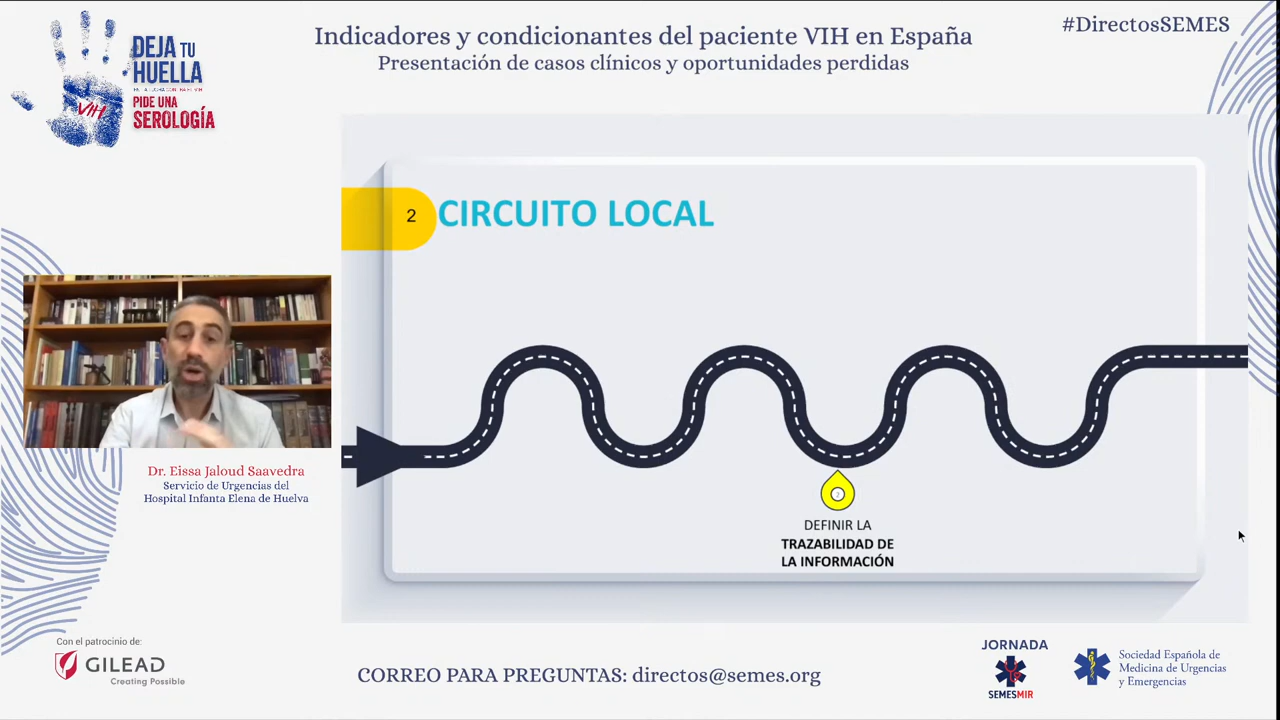 Indicadores y condicionantes del paciente VIH en España
Presentación de casos clínicos y oportunidades perdidas
#DirectosSEMES
DEJA TU
HUELLA
PIDE UNA
SEROLOGÍA
VIH
2
CIRCUITO LOCAL
2
DEFINIR LA
TRAZABILIDAD DE
LA INFORMACIÓN
Dr. Eissa Jaloud Saavedra
Servicio de Urgencias del
Hospital Infanta Elena de Huelva
Con el patrocinio de:
GILEAD
Creating Possible
CORREO PARA PREGUNTAS: directos@semes.org
JORNADA
SEMESMIR
Sociedad Española de
Medicina de Urgencias
y Emergencias